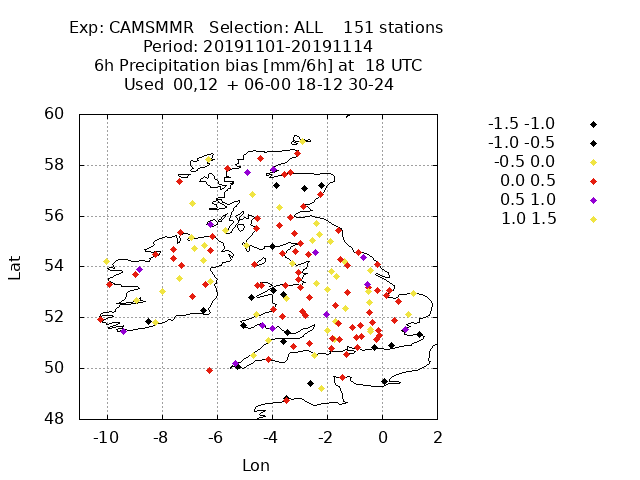 Exp: CAMSMMR Selection: ALL 151 stations
Period: 20191101-20191114
6h Precipitation bias [mm/6h] at 18 UTC
Used 00,12 + 06-00 18-12 30-24
60
58
56
54
52
50
48
-10 -8 -6 -4 -2 0 2
Lat
Lon
-1.5 -1.0
-1.0 -0.5
-0.5 0.0
0.0 0.5
0.5 1.0
1.0 1.5